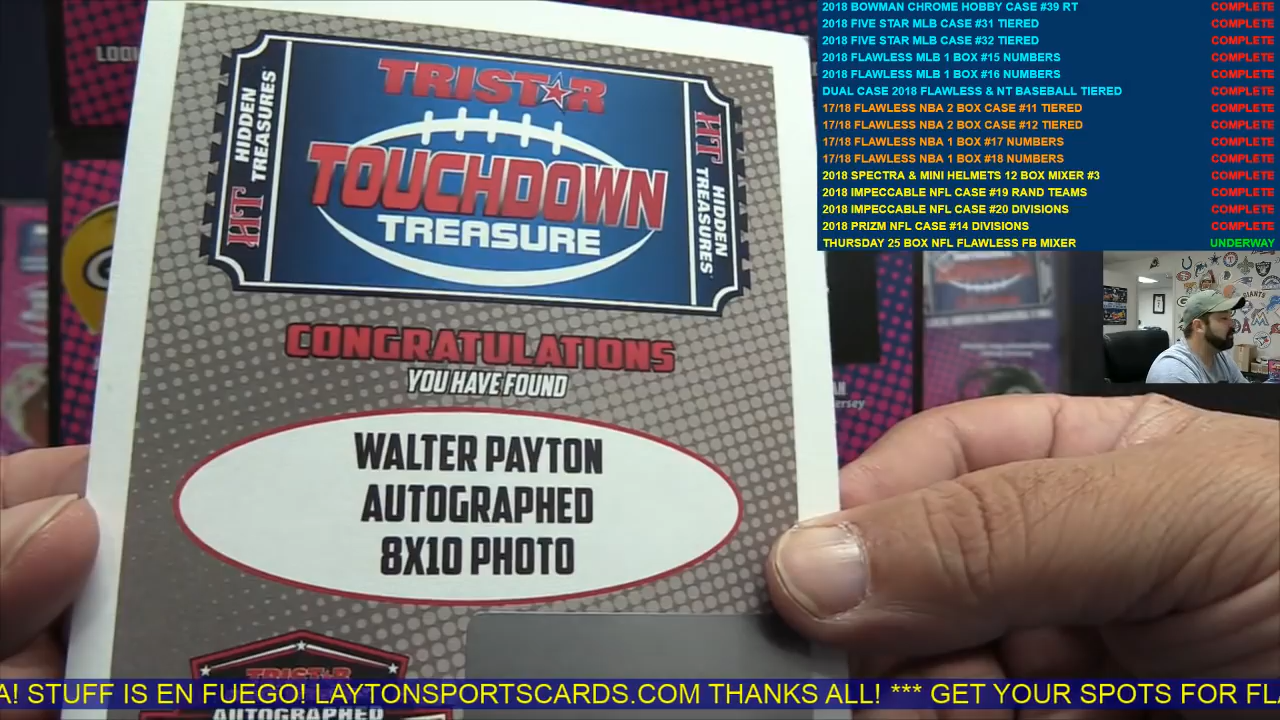 LOOK
2018 BOWMAN CHROME HOBBY CASE #39 RT COMPLETE
2018 FIVE STAR MLB CASE #31 TIERED COMPLETE
2018 FIVE STAR MLB CASE #32 TIERED COMPLETE
2018 FLAWLESS MLB 1 BOX #15 NUMBERS COMPLETE
2018 FLAWLESS MLB 1 BOX #16 NUMBERS COMPLETE
DUAL CASE 2018 FLAWLESS & NT BASEBALL TIERED COMPLETE
17/18 FLAWLESS NBA 2 BOX CASE #11 TIERED COMPLETE
17/18 FLAWLESS NBA 2 BOX CASE #12 TIERED COMPLETE
17/18 FLAWLESS NBA 1 BOX #17 NUMBERS COMPLETE
17/18 FLAWLESS NBA 1 BOX #18 NUMBERS COMPLETE
2018 SPECTRA & MINI HELMETS 12 BOX MIXER #3 COMPLETE
2018 IMPECCABLE NFL CASE #19 RAND TEAMS COMPLETE
2018 IMPECCABLE NFL CASE #20 DIVISIONS COMPLETE
2018 PRIZM NFL CASE #14 DIVISIONS COMPLETE
THURSDAY 25 BOX NFL FLAWLESS FB MIXER UNDERWAY
TRISTAR
HT HIDDEN TREASURES
TOUCHDOWN
TREASURE
HT HIDDEN TREASURES
CONGRATULATIONS
YOU HAVE FOUND
WALTER PAYTON
AUTOGRAPHED
8X10 PHOTO
TRISTAR
AUTOGRAPHED
A! STUFF IS EN FUEGO! LAYTONSPORTSCARDS.COM THANKS ALL! *** GET YOUR SPOTS FOR FL